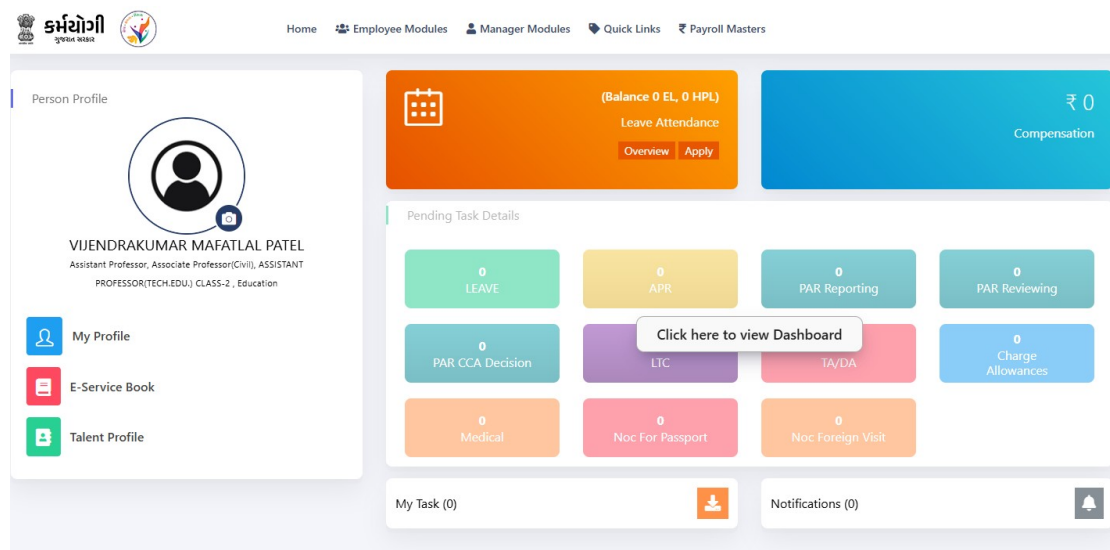 કર્મયોગી
ગુજરાત સરકાર
Home Employee Modules Manager Modules Quick Links ₹ Payroll Masters
Person Profile
VIJENDRAKUMAR MAFATLAL PATEL
Assistant Professor, Associate Professor(Civil), ASSISTANT
PROFESSOR(TECH.EDU.) CLASS-2 , Education
My Profile
E-Service Book
Talent Profile
(Balance 0 EL, 0 HPL)
Leave Attendance
Overview Apply
₹ 0
Compensation
Pending Task Details
0
LEAVE
0
APR
0
PAR Reporting
0
PAR Reviewing
0
PAR CCA Decision
Click here to view Dashboard
LTC
TA/DA
0
Charge
Allowances
0
Medical
0
Noc For Passport
0
Noc Foreign Visit
My Task (0)
Notifications (0)